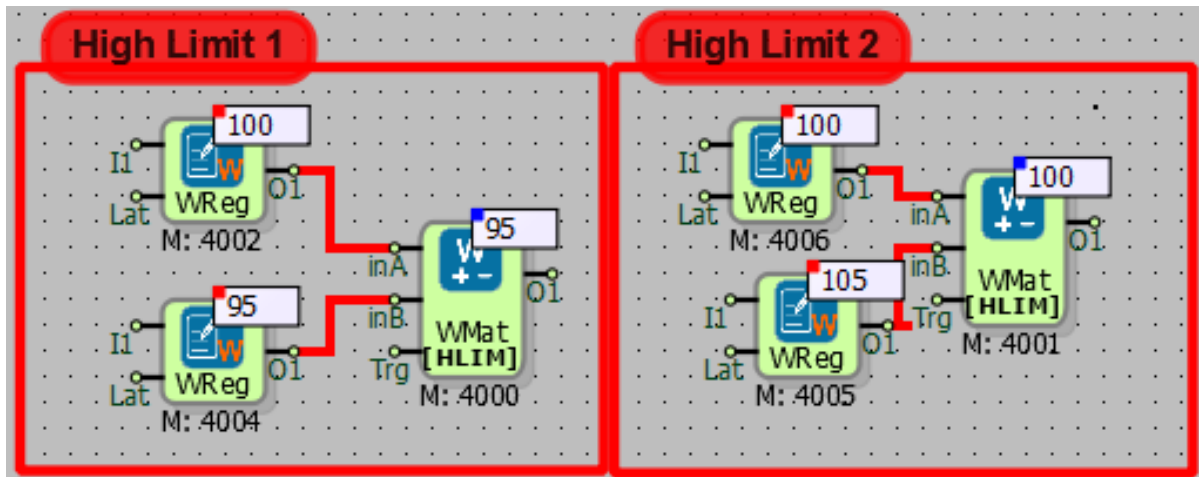 High Limit 1
100
I1
W
O1
Lat
WReg
M: 4002
95
W
inA
+ -
O1
95
inB
I1
W
WMat
O1
Trg
[HLIM]
Lat
WReg
M: 4000
M: 4004
High Limit 2
100
I1
W
O1
Lat
WReg
M: 4006
100
W
inA
+ -
O1
inB
105
WMat
I1
W
Trg
[HLIM]
O1
M: 4001
Lat
WReg
M: 4005